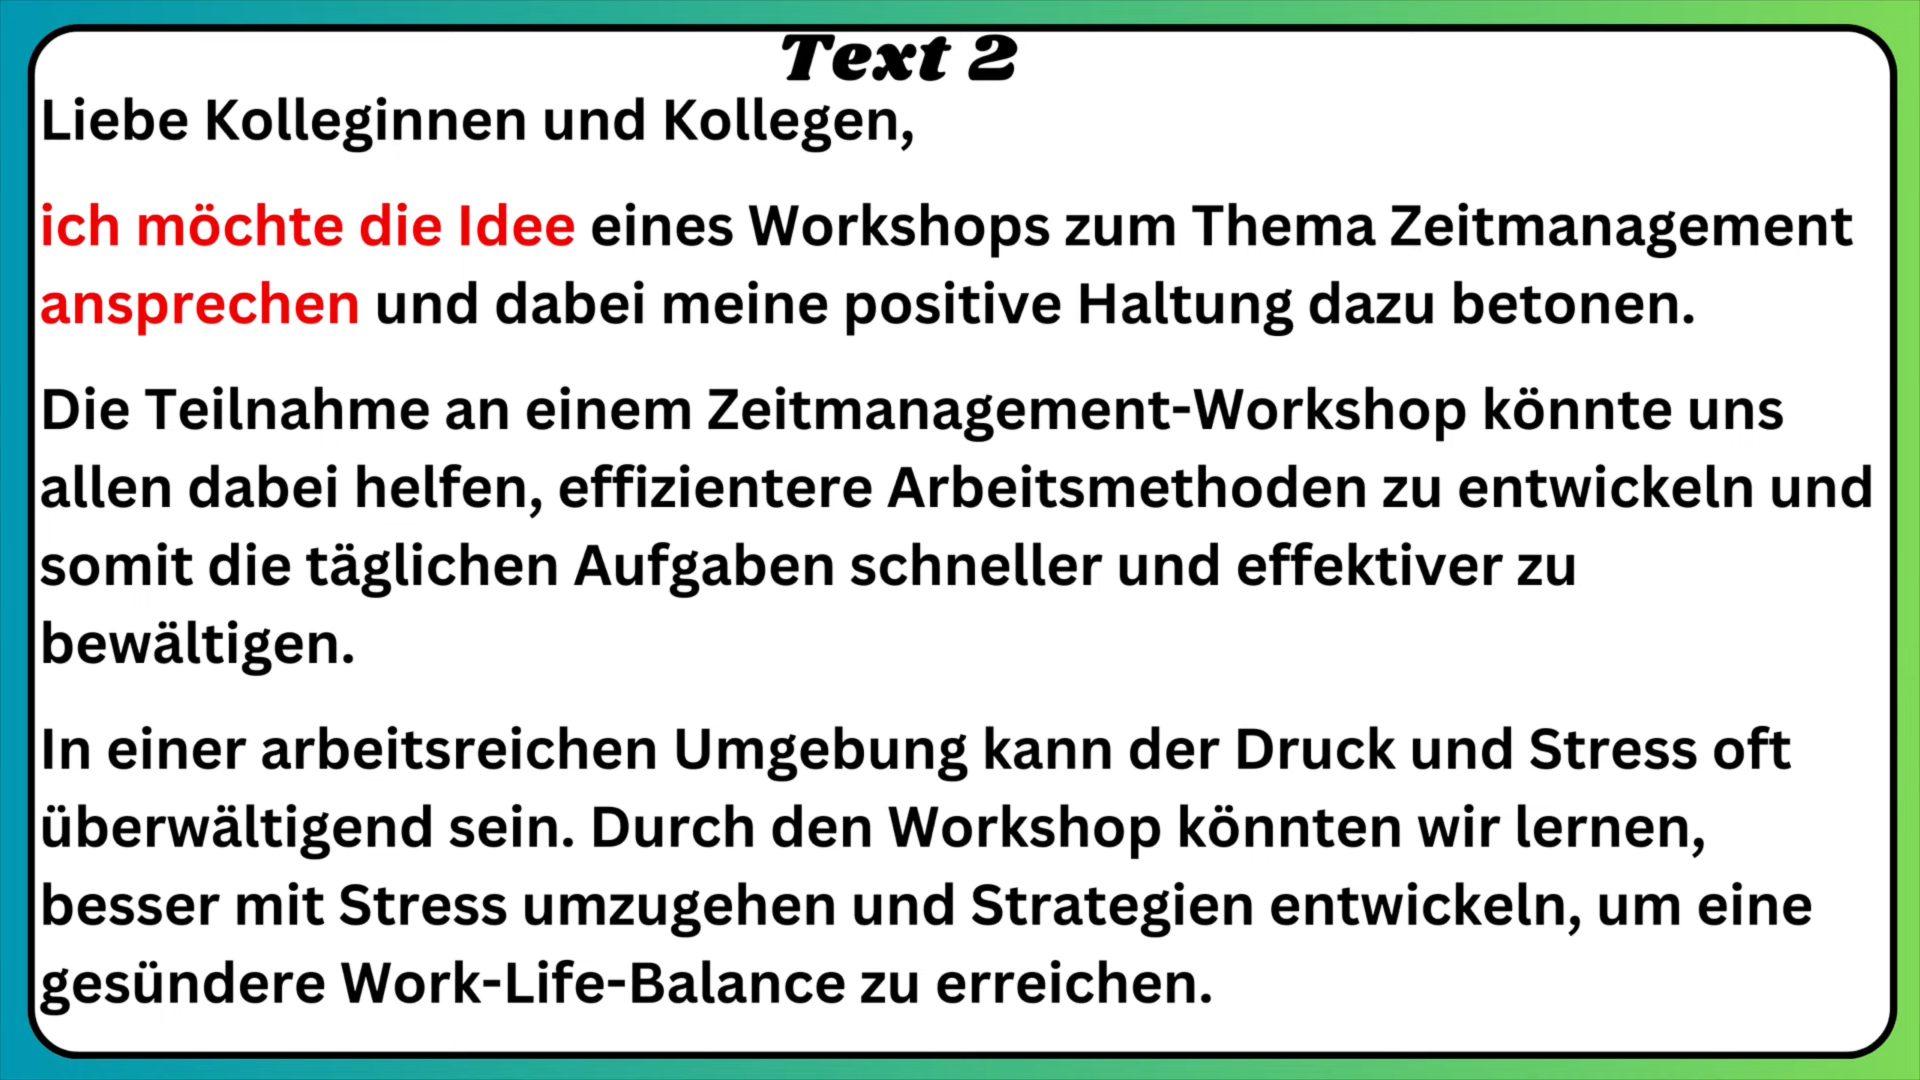 Text 2
Liebe Kolleginnen und Kollegen,
ich möchte die Idee eines Workshops zum Thema Zeitmanagement
ansprechen und dabei meine positive Haltung dazu betonen.
Die Teilnahme an einem Zeitmanagement-Workshop könnte uns
allen dabei helfen, effizientere Arbeitsmethoden zu entwickeln und
somit die täglichen Aufgaben schneller und effektiver zu
bewältigen.
In einer arbeitsreichen Umgebung kann der Druck und Stress oft
überwältigend sein. Durch den Workshop könnten wir lernen,
besser mit Stress umzugehen und Strategien entwickeln, um eine
gesündere Work-Life-Balance zu erreichen.